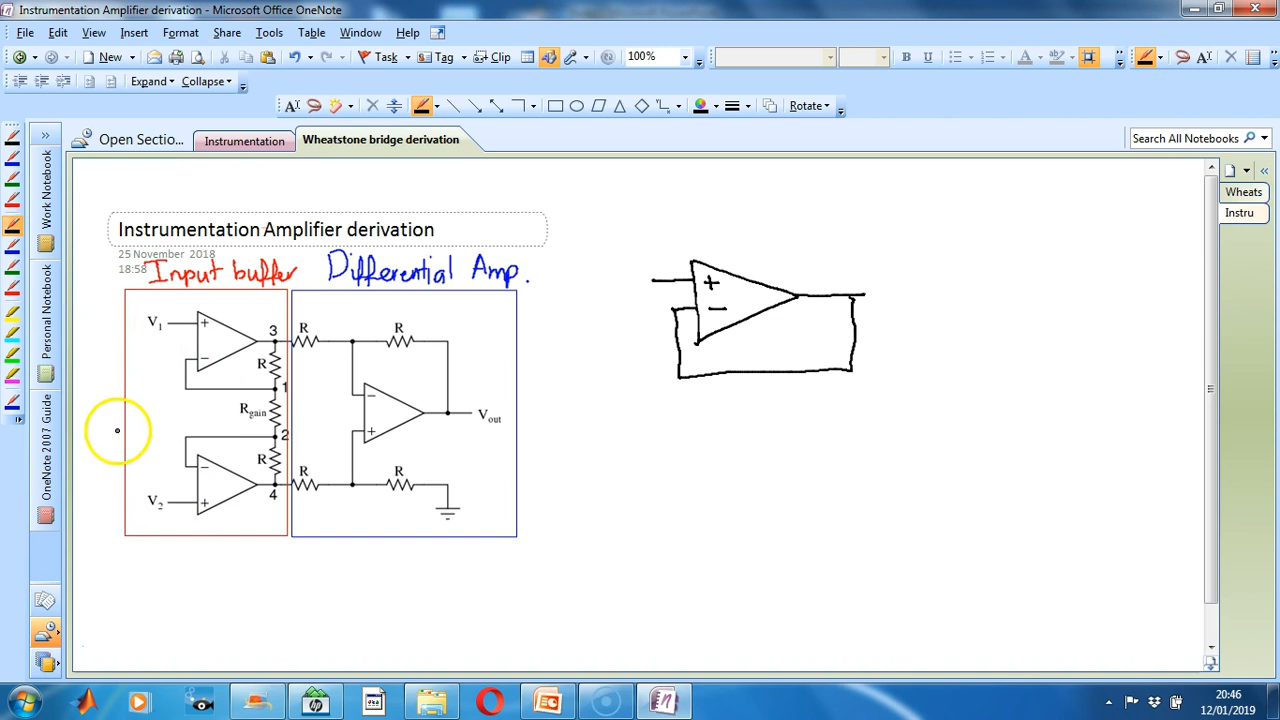 Instrumentation Amplifier derivation - Microsoft Office OneNote
File Edit View Insert Format Share Tools Table Window Help
New Task Tag Clip 100% B I U A ab
Expand Collapse
A Rotate
Open Sectio... Instrumentation Wheatstone bridge derivation Search All Notebooks
Work Notebook
Personal Notebook
OneNote 2007 Guide
Wheats
Instru
Instrumentation Amplifier derivation
25 November 2018
18:58
Input buffer Differential Amp.
V1 + − 3 R R
R 1
Rgain
2
− + Vout
R
V2 − + 4 R R
+
−
20:46
12/01/2019